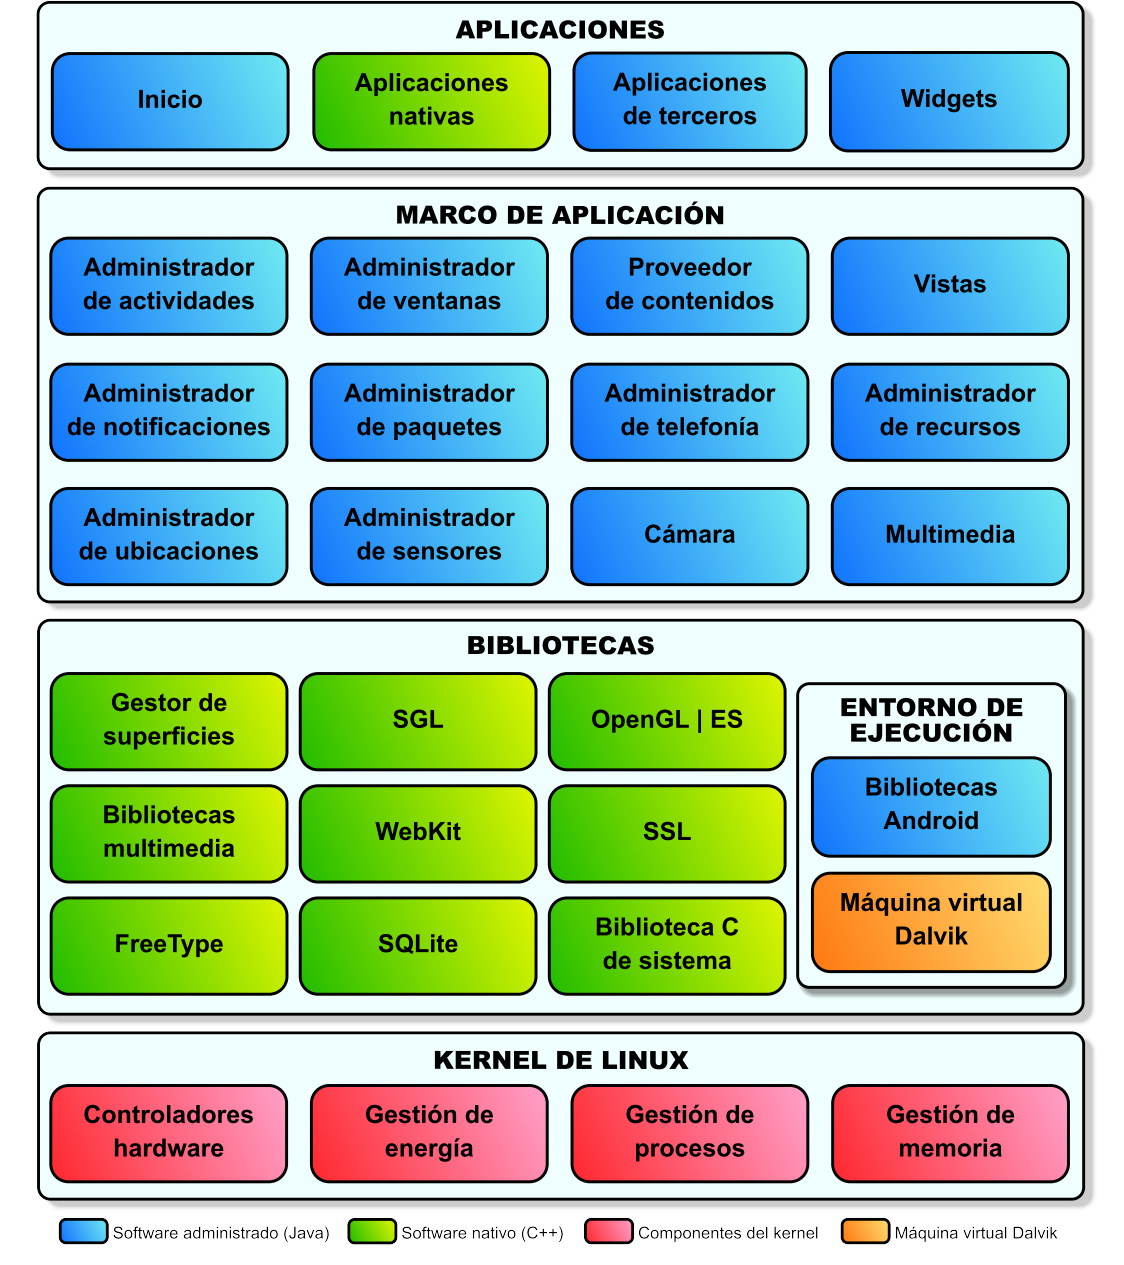 APLICACIONES
Inicio
Aplicaciones
nativas
Aplicaciones
de terceros
Widgets
MARCO DE APLICACIÓN
Administrador
de actividades
Administrador
de ventanas
Proveedor
de contenidos
Vistas
Administrador
de notificaciones
Administrador
de paquetes
Administrador
de telefonía
Administrador
de recursos
Administrador
de ubicaciones
Administrador
de sensores
Cámara
Multimedia
BIBLIOTECAS
Gestor de
superficies
SGL
OpenGL | ES
Bibliotecas
multimedia
WebKit
SSL
FreeType
SQLite
Biblioteca C
de sistema
ENTORNO DE
EJECUCIÓN
Bibliotecas
Android
Máquina virtual
Dalvik
KERNEL DE LINUX
Controladores
hardware
Gestión de
energía
Gestión de
procesos
Gestión de
memoria
Software administrado (Java)
Software nativo (C++)
Componentes del kernel
Máquina virtual Dalvik